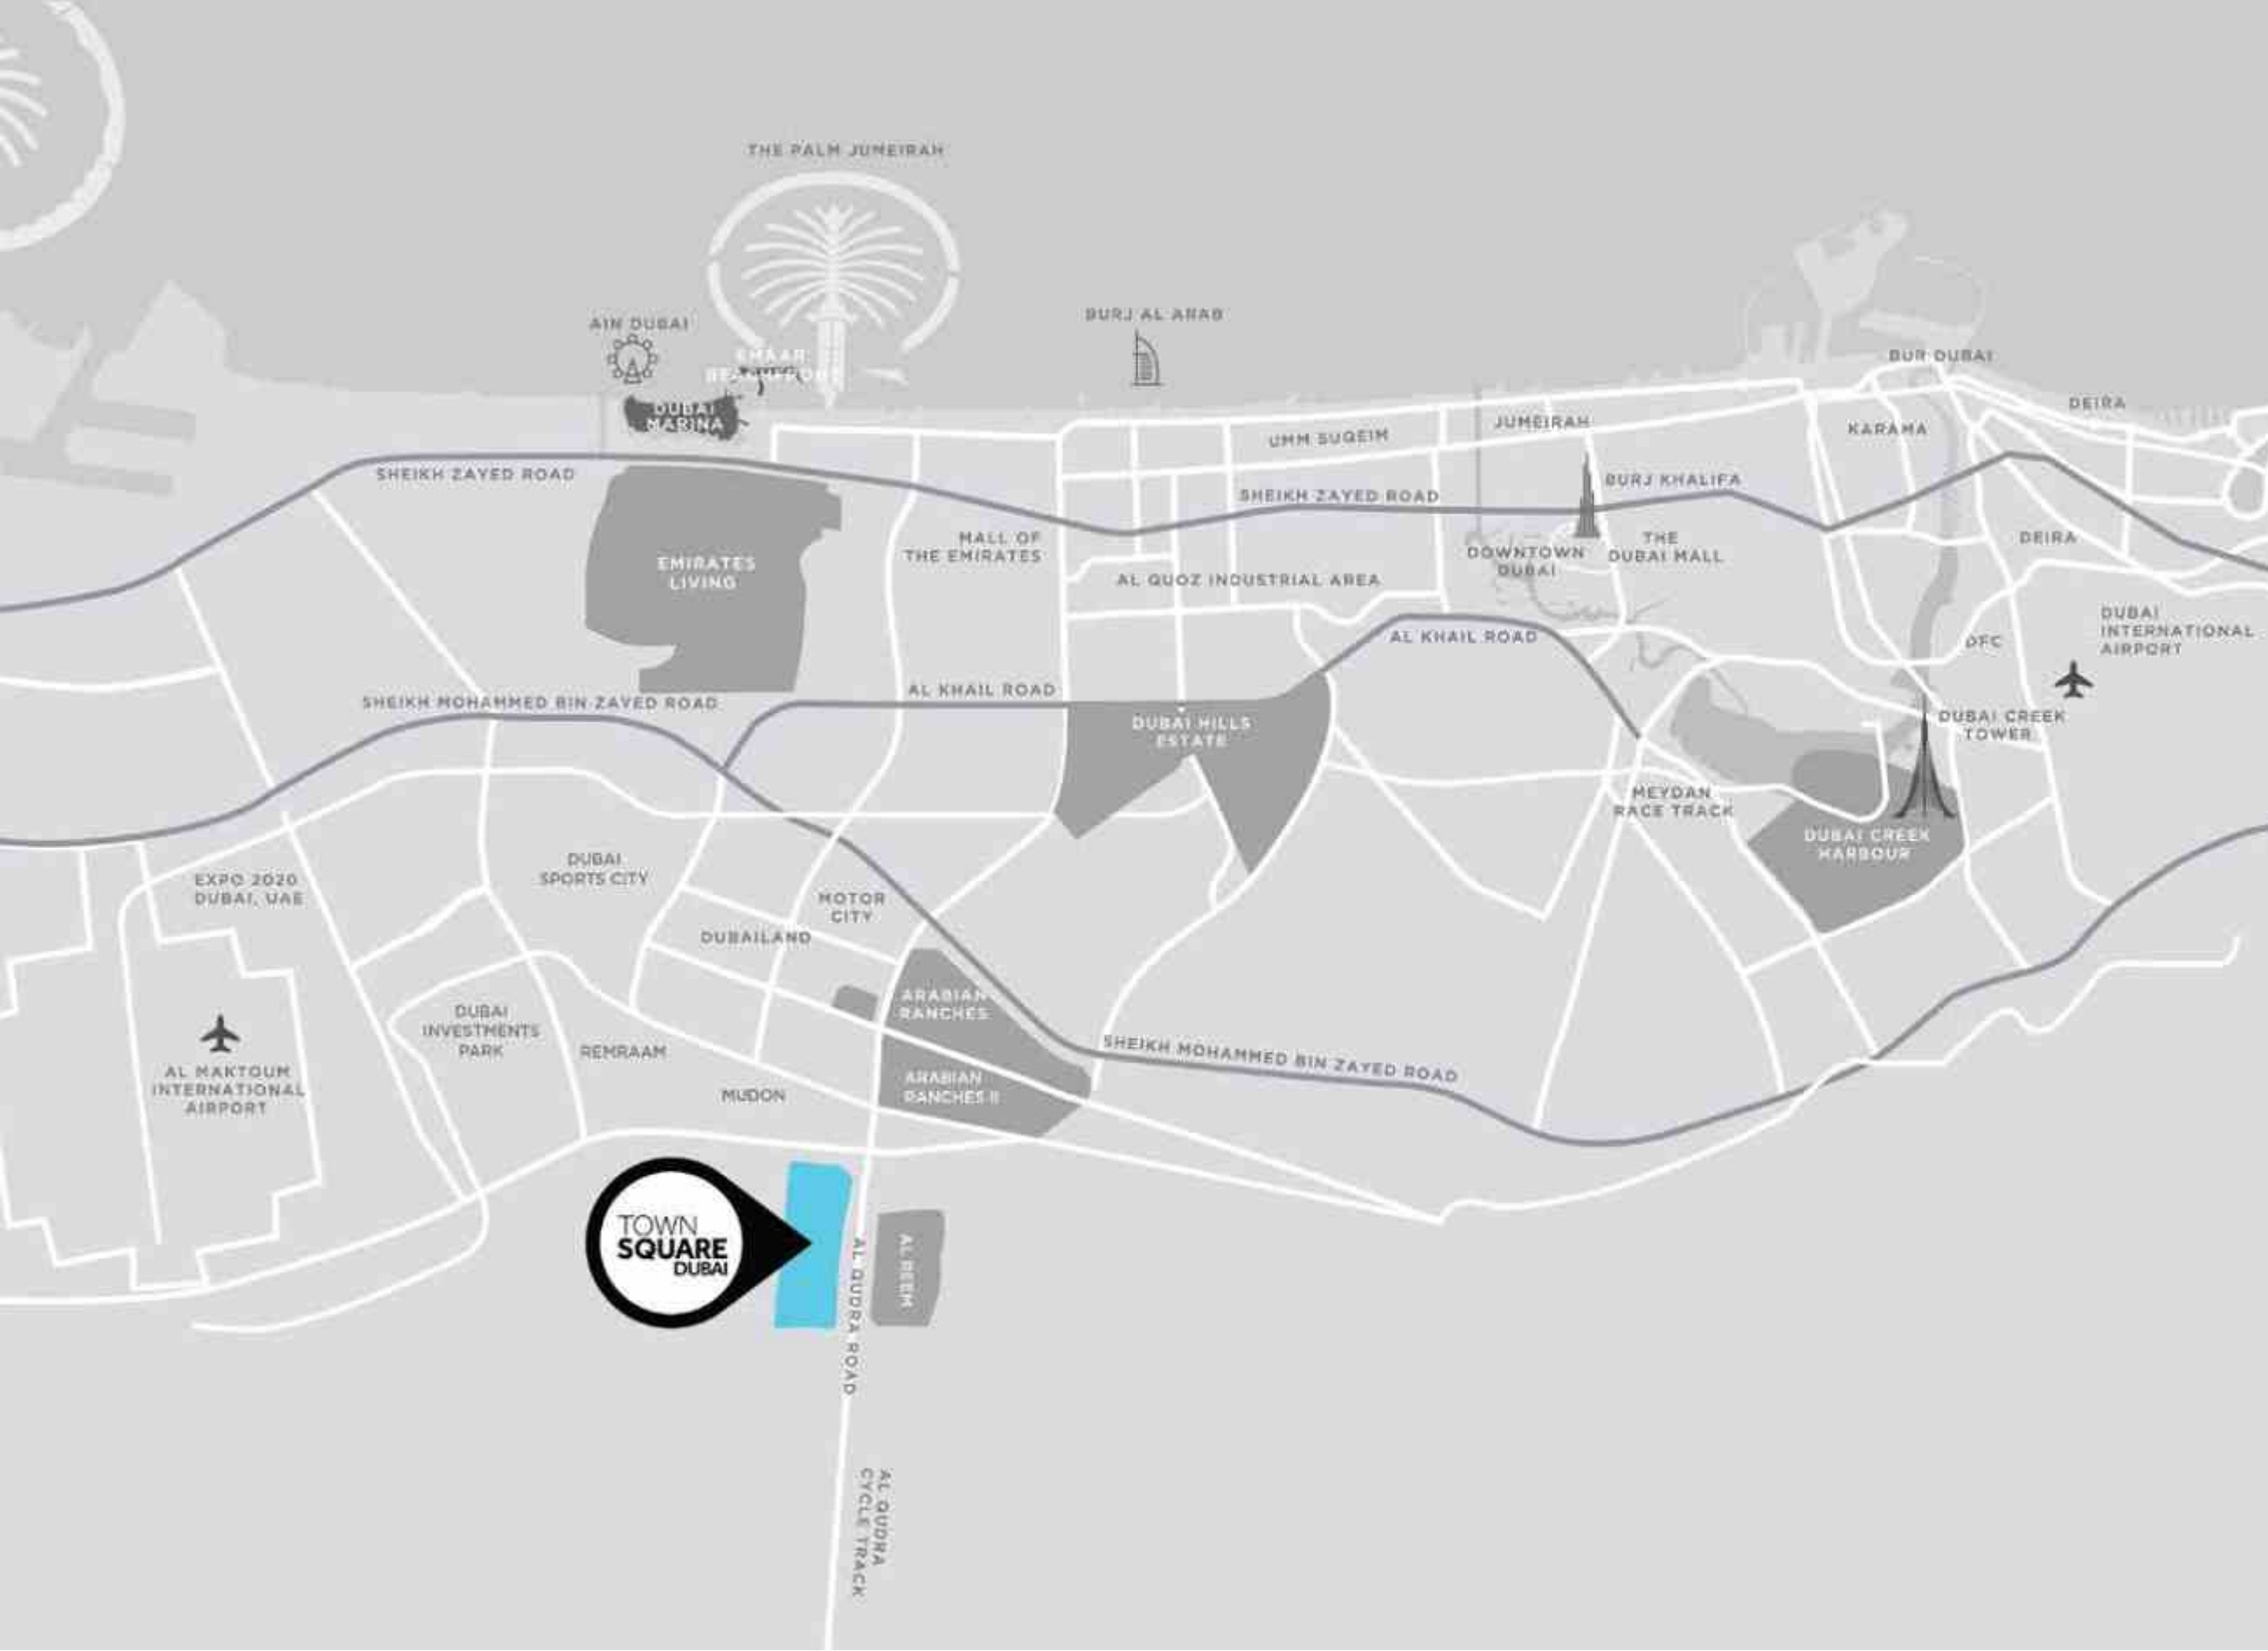 THE PALM JUMEIRAH
AIN DUBAI
BURJ AL ARAB
EMAAR
BEACHFRONT
DUBAI
MARINA
BUR DUBAI
DEIRA
JUMEIRAH
KARAMA
UMM SUQEIM
SHEIKH ZAYED ROAD
BURJ KHALIFA
SHEIKH ZAYED ROAD
MALL OF
THE EMIRATES
DOWNTOWN
DUBAI
THE
DUBAI MALL
DEIRA
EMIRATES
LIVING
AL QUOZ INDUSTRIAL AREA
DUBAI
INTERNATIONAL
AIRPORT
AL KHAIL ROAD
DFC
AL KHAIL ROAD
SHEIKH MOHAMMED BIN ZAYED ROAD
DUBAI HILLS
ESTATE
DUBAI CREEK
TOWER
MEYDAN
RACE TRACK
DUBAI CREEK
HARBOUR
DUBAI
SPORTS CITY
EXPO 2020
DUBAI, UAE
MOTOR
CITY
DUBAILAND
ARABIAN
RANCHES
DUBAI
INVESTMENTS
PARK
REMRAAM
SHEIKH MOHAMMED BIN ZAYED ROAD
AL MAKTOUM
INTERNATIONAL
AIRPORT
ARABIAN
RANCHES II
MUDON
TOWN
SQUARE
DUBAI
AL QUDRA ROAD
AL REEM
AL QUDRA
CYCLE TRACK